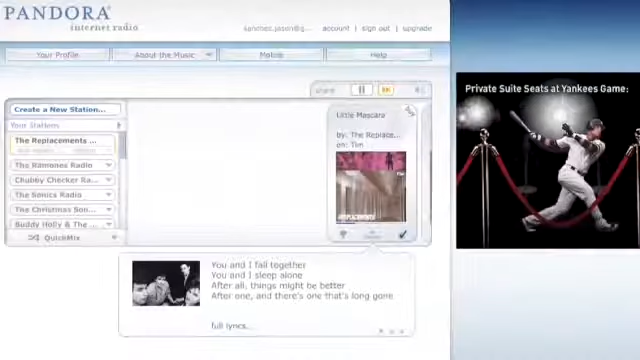 PANDORA
internet radio
account | sign out | upgrade
Your Profile
About the Music
Mobile
Help
share
Create a New Station...
Your Stations
The Replacements ...
The Ramones Radio
Chubby Checker Ra...
The Sonics Radio
The Christmas Son...
Buddy Holly & The ...
QuickMix
Little Mascara
by: The Replace...
on: Tim
REPLACEMENTS
You and I fall together
You and I sleep alone
After all, things might be better
After one, and there's one that's long gone
full lyrics...
Private Suite Seats at Yankees Game: